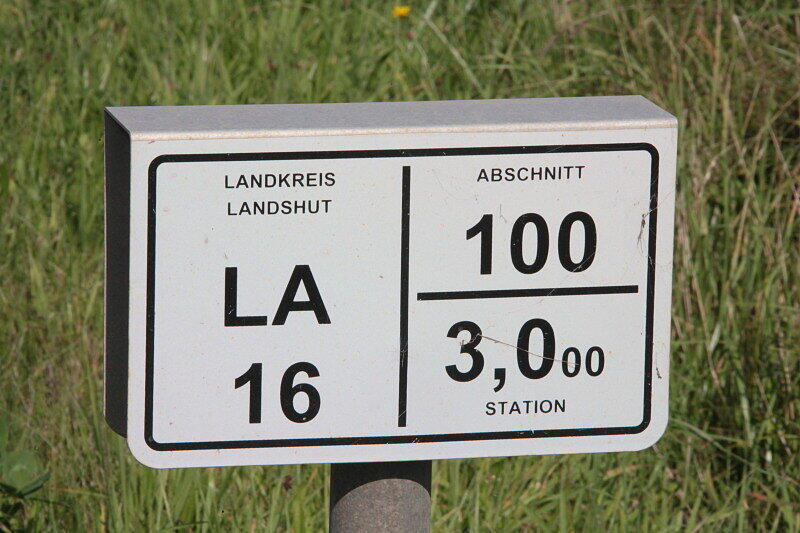 LANDKREIS
LANDSHUT
LA
16
ABSCHNITT
100
3,000
STATION